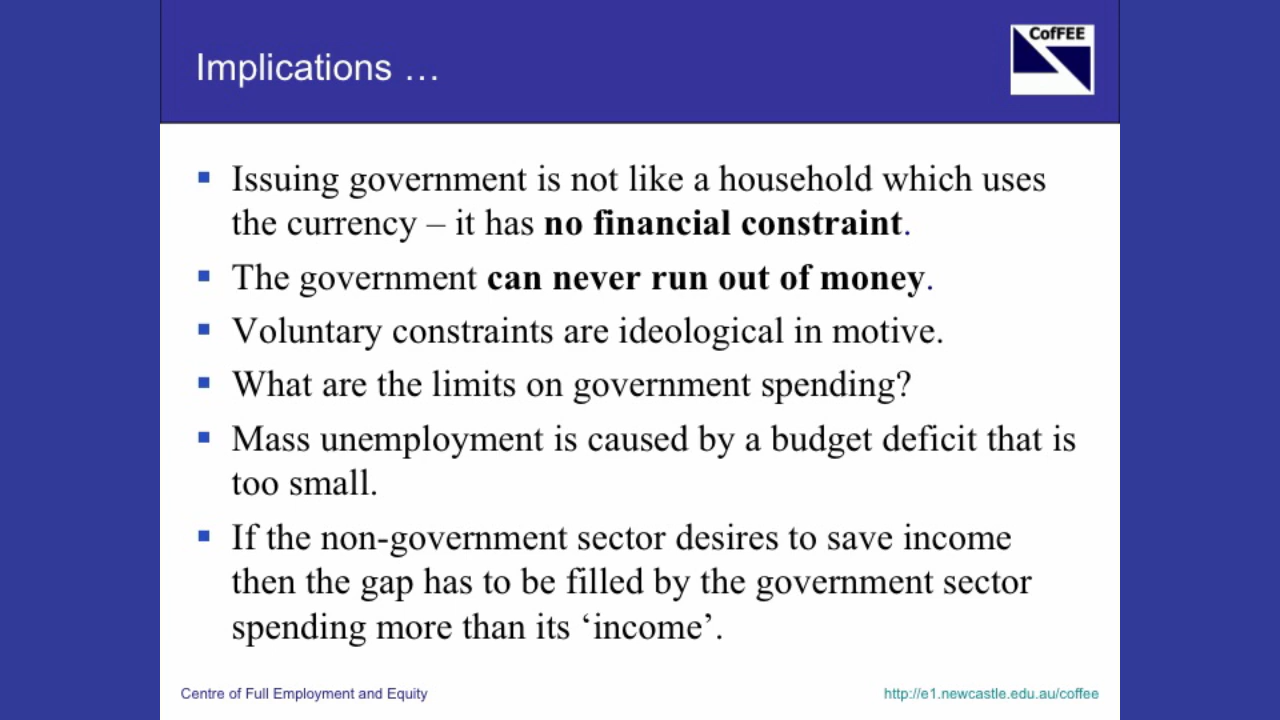 Implications …
CofFEE
▪ Issuing government is not like a household which uses
the currency – it has no financial constraint.
▪ The government can never run out of money.
▪ Voluntary constraints are ideological in motive.
▪ What are the limits on government spending?
▪ Mass unemployment is caused by a budget deficit that is
too small.
▪ If the non-government sector desires to save income
then the gap has to be filled by the government sector
spending more than its ‘income’.
Centre of Full Employment and Equity
http://e1.newcastle.edu.au/coffee